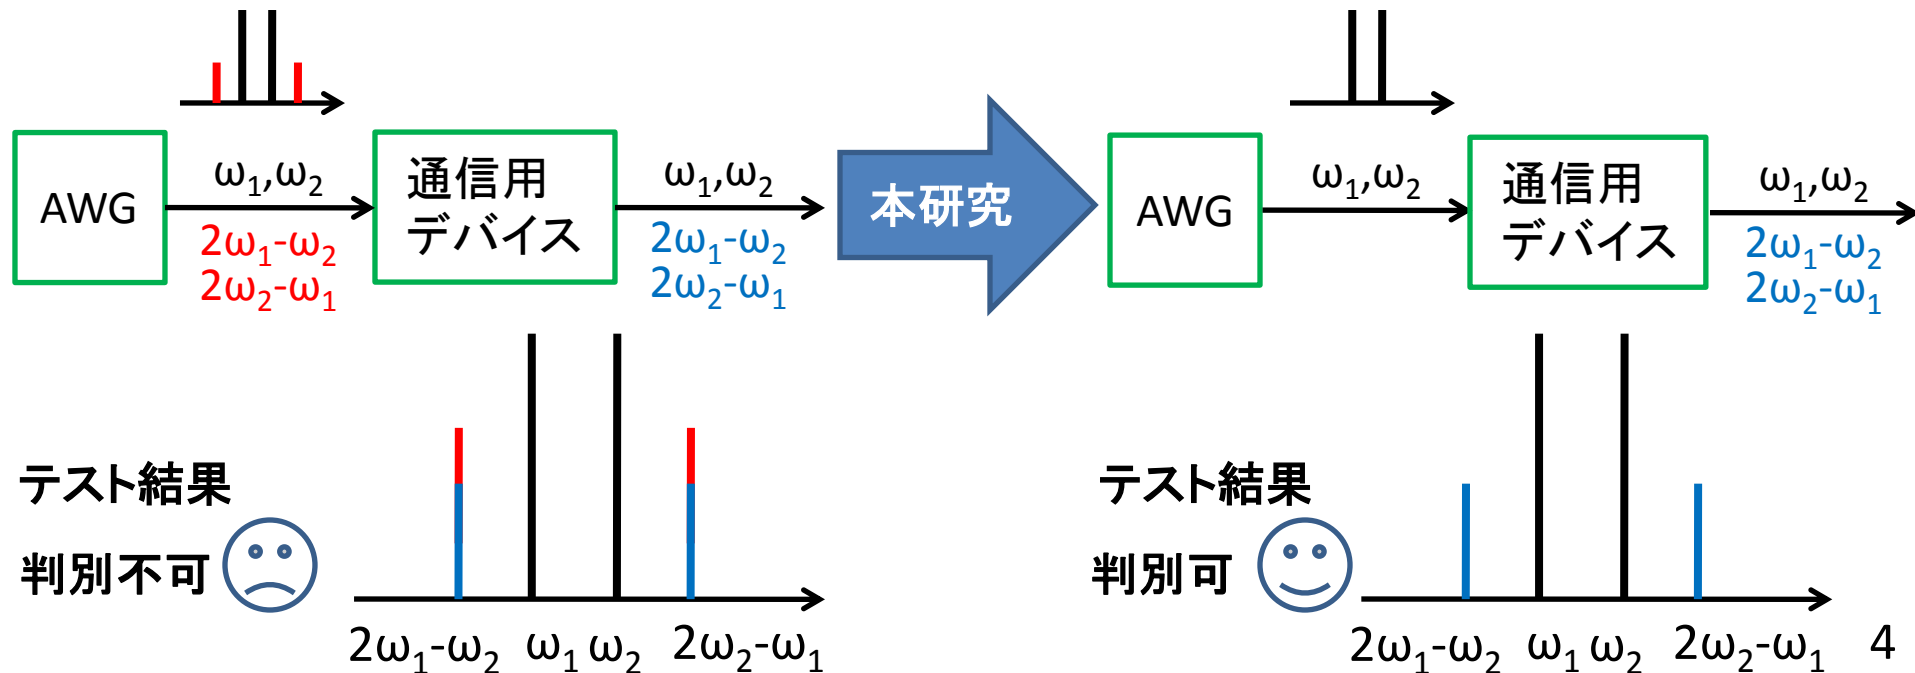 AWG
ω₁,ω₂
2ω₁-ω₂
2ω₂-ω₁
通信用
デバイス
ω₁,ω₂
2ω₁-ω₂
2ω₂-ω₁
テスト結果
判別不可
2ω₁-ω₂ ω₁ ω₂ 2ω₂-ω₁
本研究
AWG
ω₁,ω₂
通信用
デバイス
ω₁,ω₂
2ω₁-ω₂
2ω₂-ω₁
テスト結果
判別可
2ω₁-ω₂ ω₁ ω₂ 2ω₂-ω₁
4